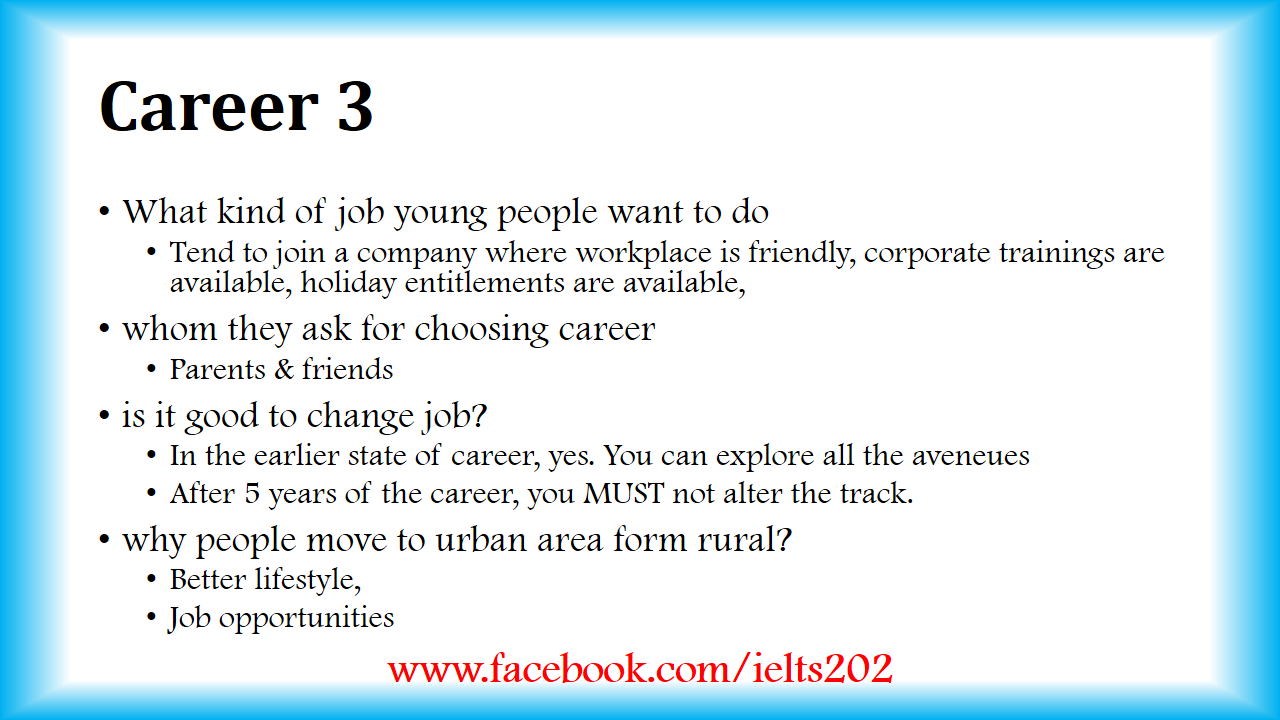 Career 3
• What kind of job young people want to do
• Tend to join a company where workplace is friendly, corporate trainings are
available, holiday entitlements are available,
• whom they ask for choosing career
• Parents & friends
• is it good to change job?
• In the earlier state of career, yes. You can explore all the aveneues
• After 5 years of the career, you MUST not alter the track.
• why people move to urban area form rural?
• Better lifestyle,
• Job opportunities
www.facebook.com/ielts202